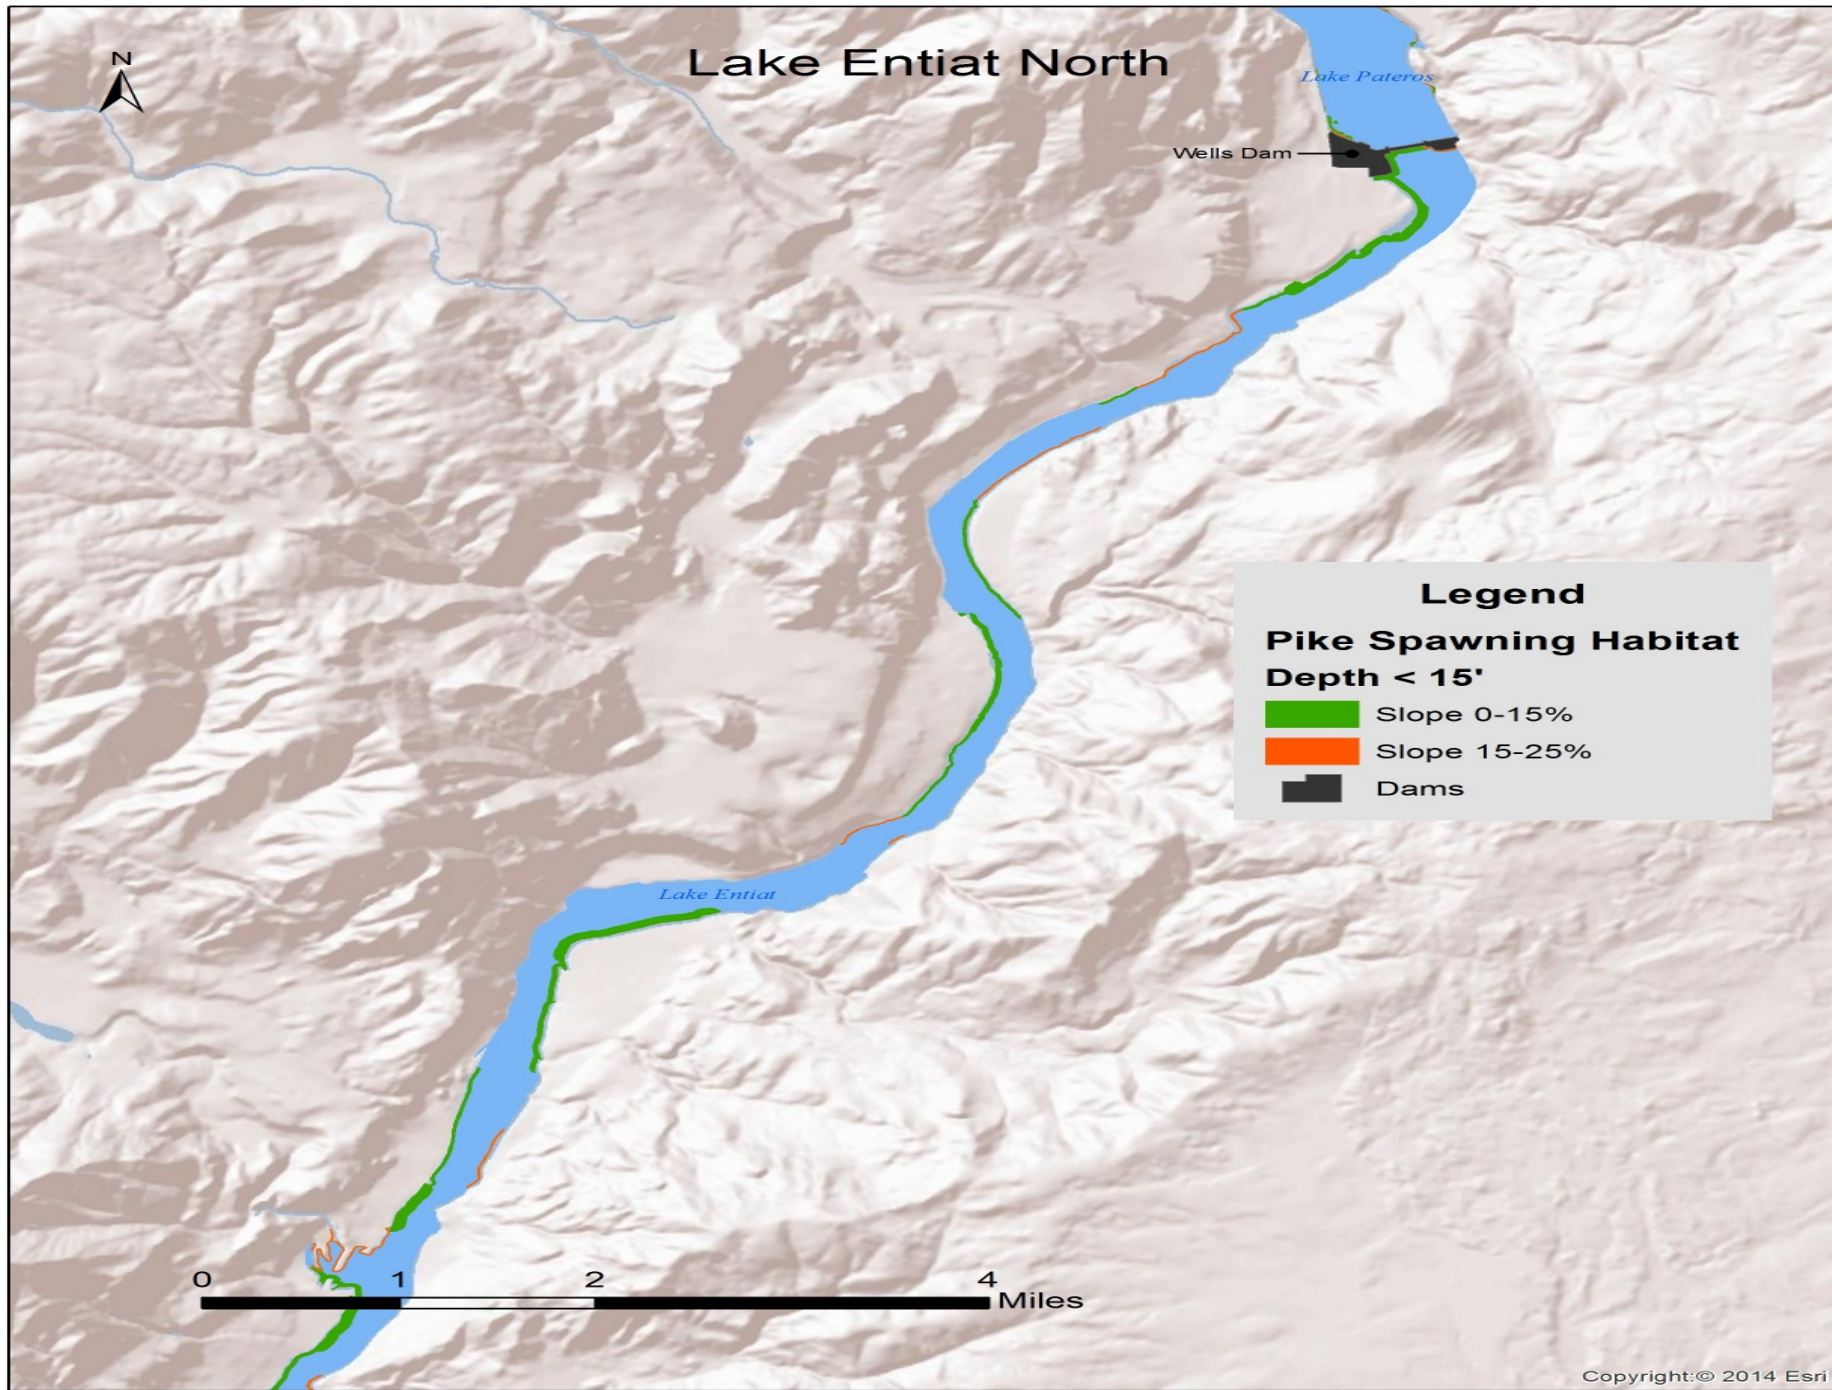 Lake Entiat North
N
Lake Pateros
Wells Dam
Legend
Pike Spawning Habitat
Depth < 15'
Slope 0-15%
Slope 15-25%
Dams
Lake Entiat
0 1 2 4
Miles
Copyright:© 2014 Esri